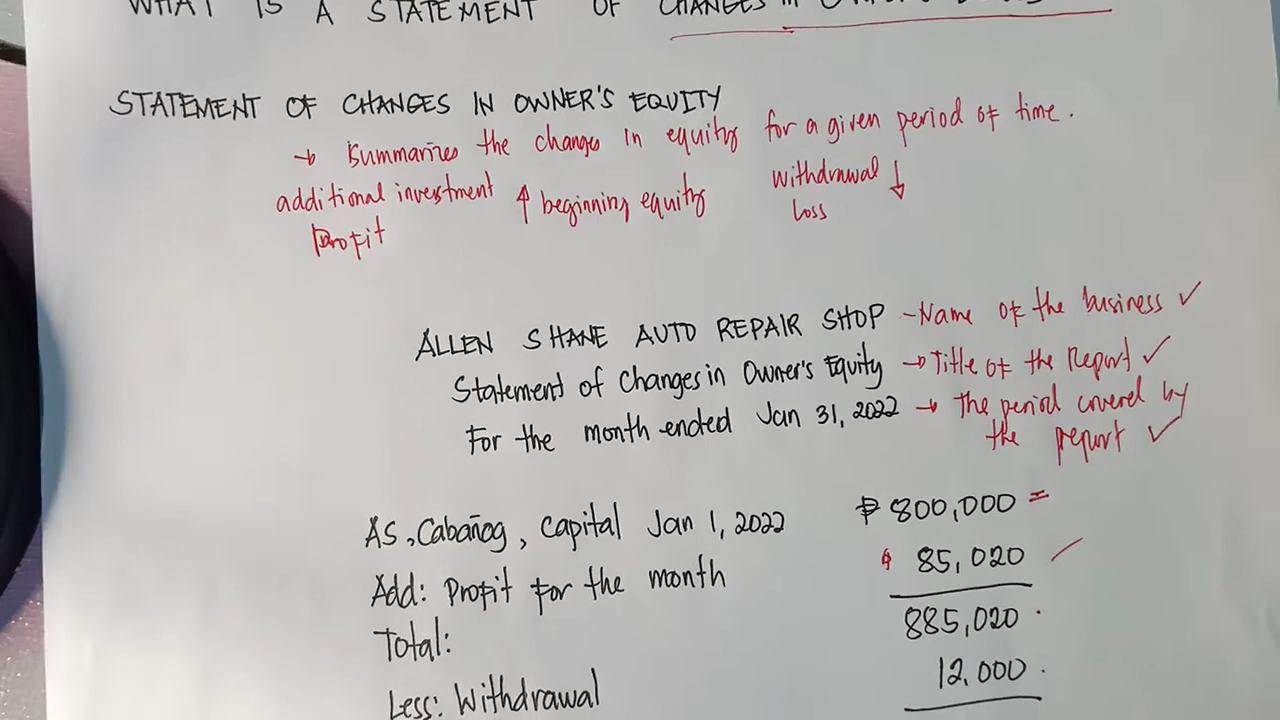 WHAT IS A STATEMENT OF CHANGES IN
STATEMENT OF CHANGES IN OWNER'S EQUITY
→ Summarizes the changes in equity for a given period of time.
additional investment ↑ beginning equity withdrawal ↓
Profit Loss
ALLEN SHANE AUTO REPAIR SHOP - Name of the business ✓
Statement of Changes in Owner's Equity → Title of the Report ✓
For the month ended Jan 31, 2022 → The period covered by
the report ✓
AS, Cabañog, Capital Jan 1, 2022 ₱ 800,000
Add: Profit for the month 85,020
Total: 885,020
Less: Withdrawal 12,000